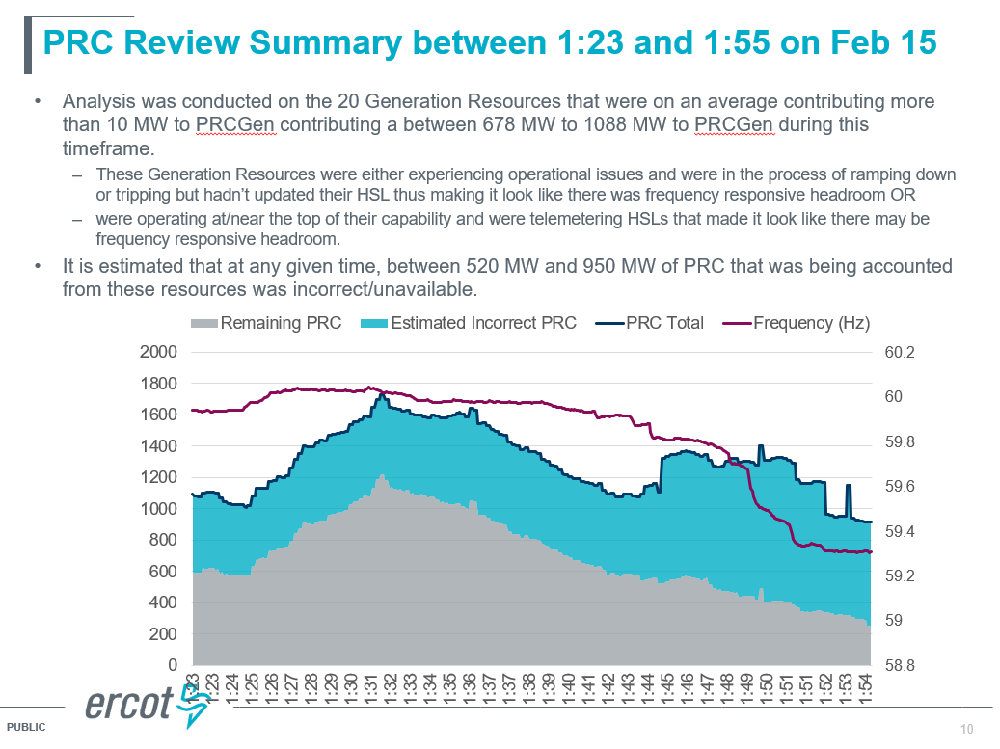 PRC Review Summary between 1:23 and 1:55 on Feb 15
• Analysis was conducted on the 20 Generation Resources that were on an average contributing more
than 10 MW to PRCGen contributing a between 678 MW to 1088 MW to PRCGen during this
timeframe.
– These Generation Resources were either experiencing operational issues and were in the process of ramping down
or tripping but hadn't updated their HSL thus making it look like there was frequency responsive headroom OR
– were operating at/near the top of their capability and were telemetering HSLs that made it look like there may be
frequency responsive headroom.
• It is estimated that at any given time, between 520 MW and 950 MW of PRC that was being accounted
from these resources was incorrect/unavailable.
Remaining PRC Estimated Incorrect PRC PRC Total Frequency (Hz)
2000
1800
1600
1400
1200
1000
800
600
400
200
0
60.2
60
59.8
59.6
59.4
59.2
59
58.8
1:23 1:23 1:24 1:25 1:26 1:27 1:28 1:29 1:30 1:31 1:32 1:33 1:34 1:35 1:36 1:37 1:37 1:38 1:39 1:40 1:41 1:42 1:43 1:44 1:45 1:46 1:47 1:48 1:49 1:50 1:51 1:51 1:52 1:53 1:54
ercot
PUBLIC
10